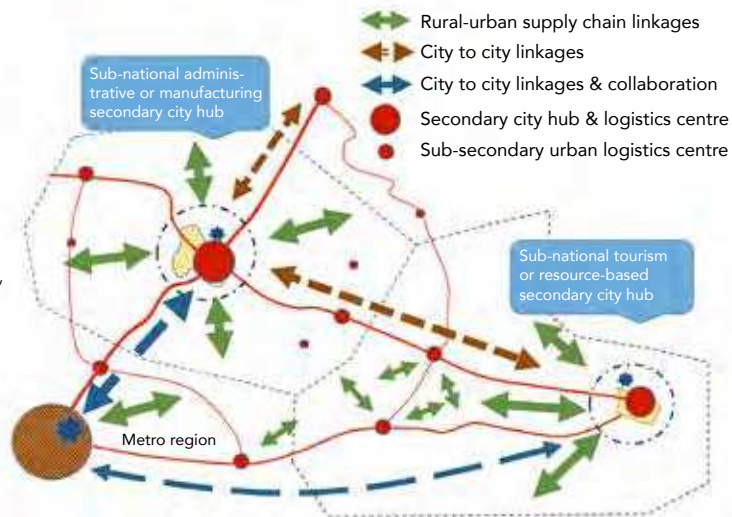 Rural-urban supply chain linkages
City to city linkages
City to city linkages & collaboration
Secondary city hub & logistics centre
Sub-secondary urban logistics centre
Sub-national adminis-
trative or manufacturing
secondary city hub
Sub-national tourism
or resource-based
secondary city hub
Metro region